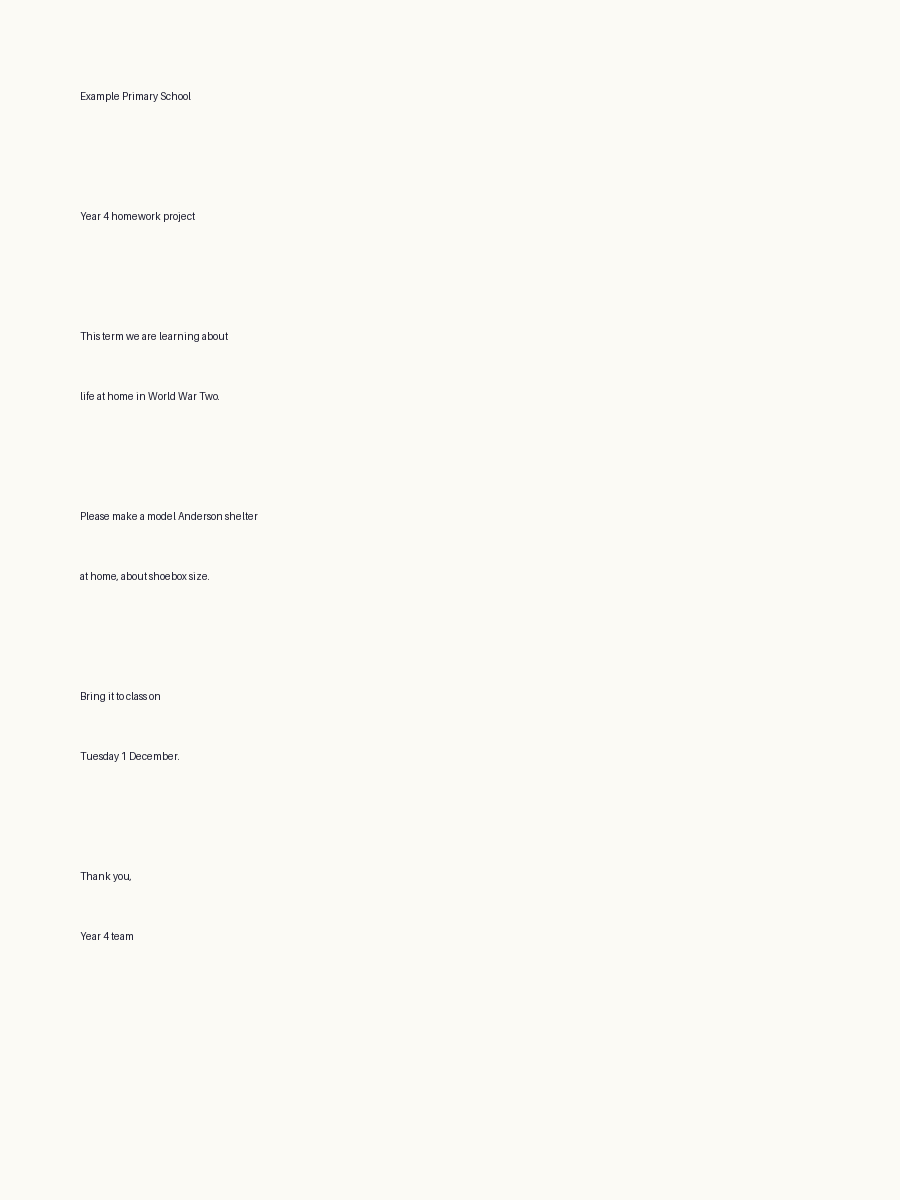 Example Primary School
Year 4 homework project
This term we are learning about
life at home in World War Two.
Please make a model Anderson shelter
at home, about shoebox size.
Bring it to class on
Tuesday 1 December.
Thank you,
Year 4 team